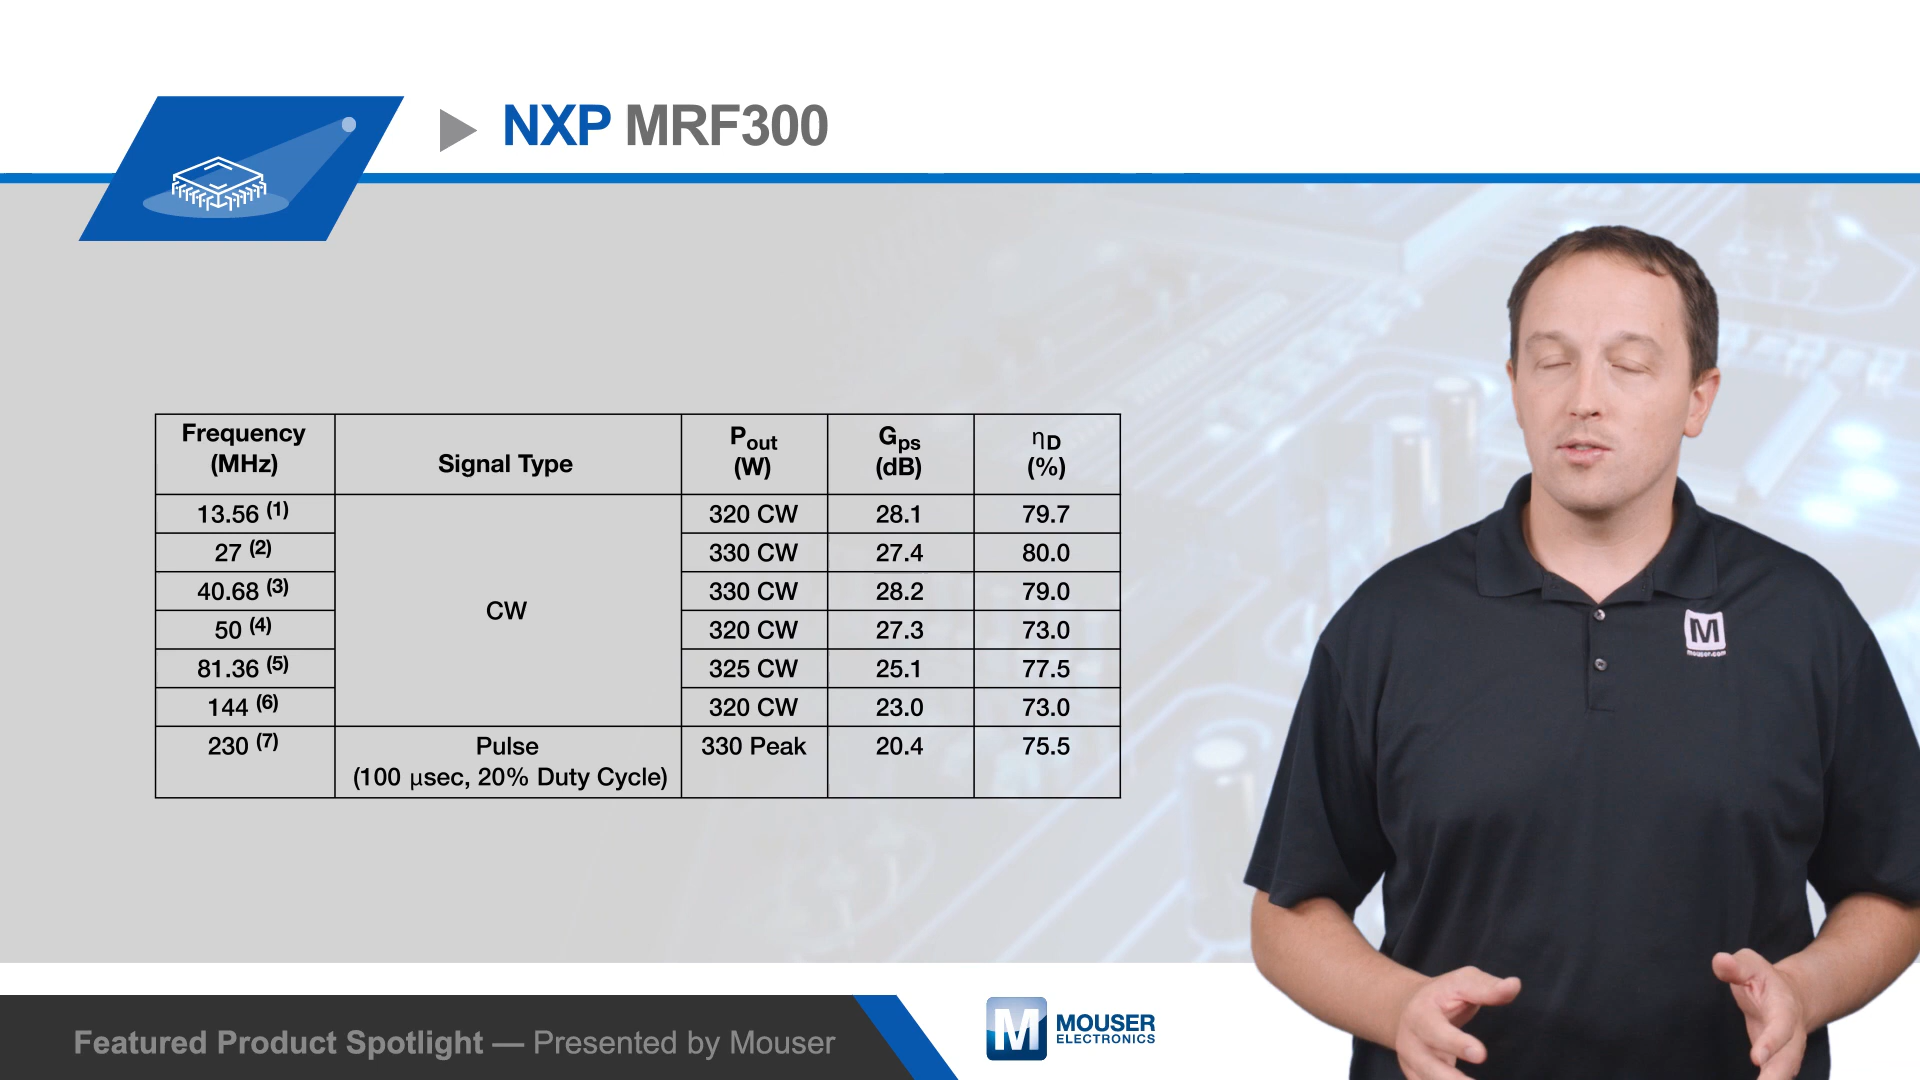 NXP MRF300
Frequency (MHz) Signal Type Pout (W) Gps (dB) ηD (%)
13.56 (1) CW 320 CW 28.1 79.7
27 (2) 330 CW 27.4 80.0
40.68 (3) 330 CW 28.2 79.0
50 (4) 320 CW 27.3 73.0
81.36 (5) 325 CW 25.1 77.5
144 (6) 320 CW 23.0 73.0
230 (7) Pulse (100 μsec, 20% Duty Cycle) 330 Peak 20.4 75.5
M
mouser.com
Featured Product Spotlight — Presented by Mouser
M MOUSER
ELECTRONICS